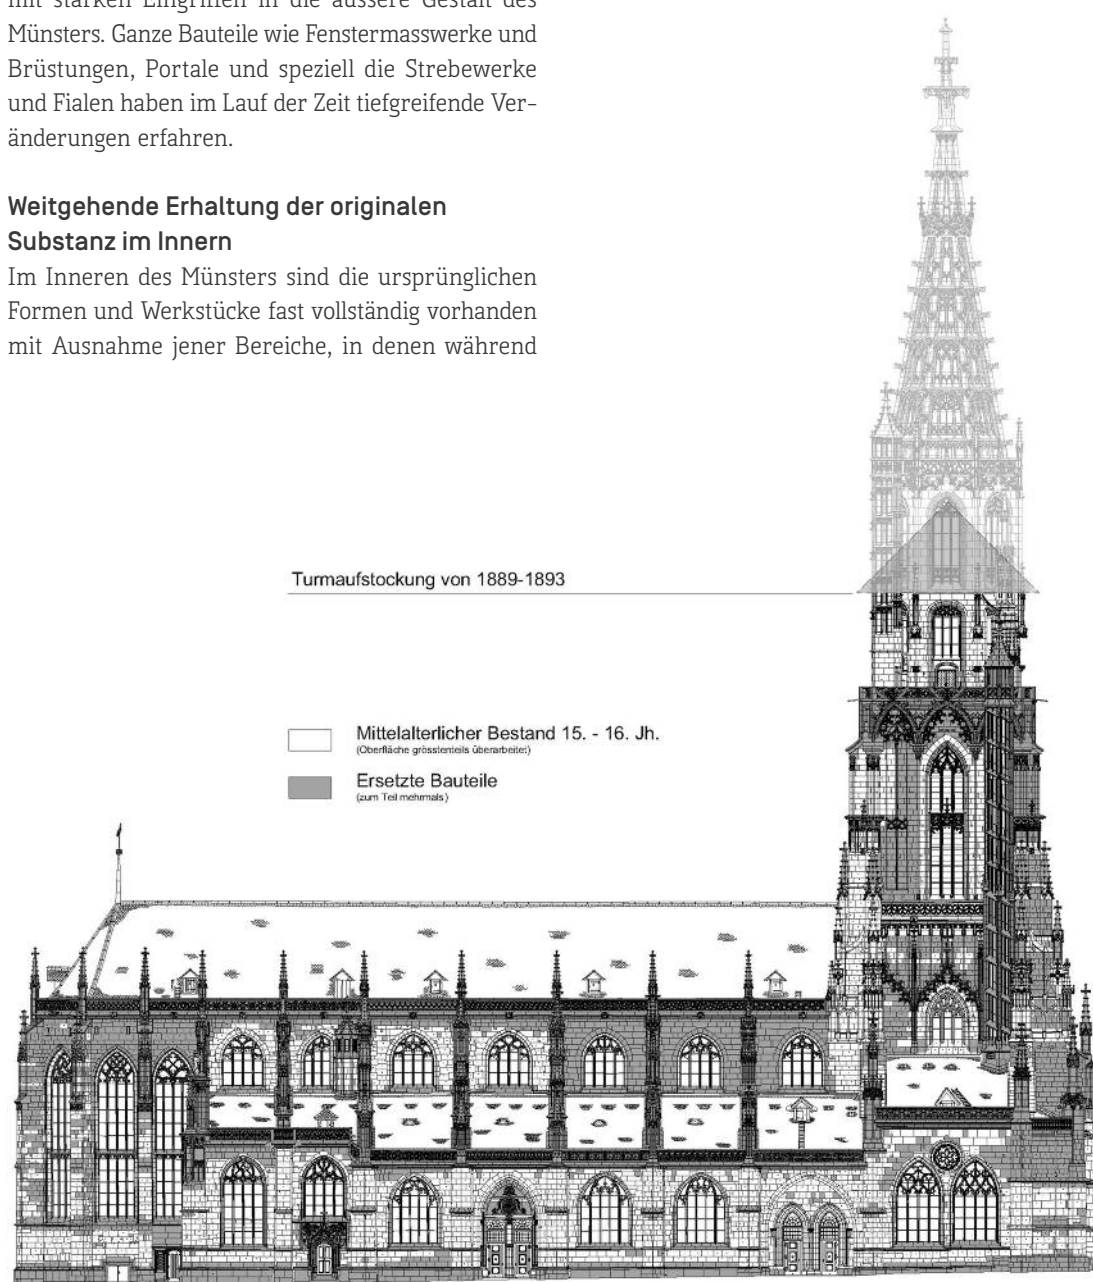 mit starken Eingriffen in die äussere Gestalt des
Münsters. Ganze Bauteile wie Fenstermasswerke und
Brüstungen, Portale und speziell die Strebewerke
und Fialen haben im Lauf der Zeit tiefgreifende Ver-
änderungen erfahren.
Weitgehende Erhaltung der originalen
Substanz im Innern
Im Inneren des Münsters sind die ursprünglichen
Formen und Werkstücke fast vollständig vorhanden
mit Ausnahme jener Bereiche, in denen während
Turmaufstockung von 1889-1893
Mittelalterlicher Bestand 15. - 16. Jh.
(Oberfläche grösstenteils überarbeitet)
Ersetzte Bauteile
(zum Teil mehrmals)